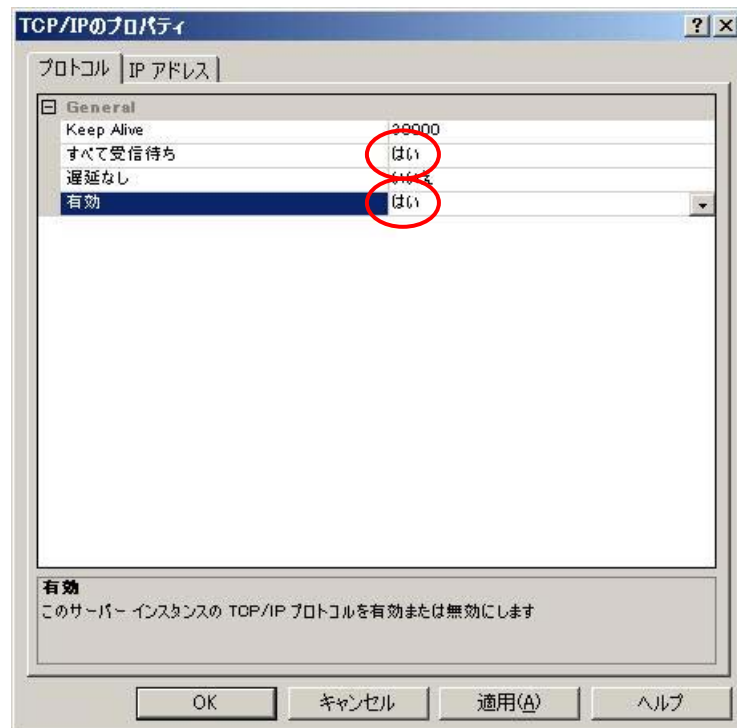 TCP/IPのプロパティ
プロトコル IP アドレス
General
Keep Alive 30000
すべて受信待ち はい
遅延なし いいえ
有効 はい
有効
このサーバー インスタンスの TCP/IP プロトコルを有効または無効にします
OK キャンセル 適用(A) ヘルプ